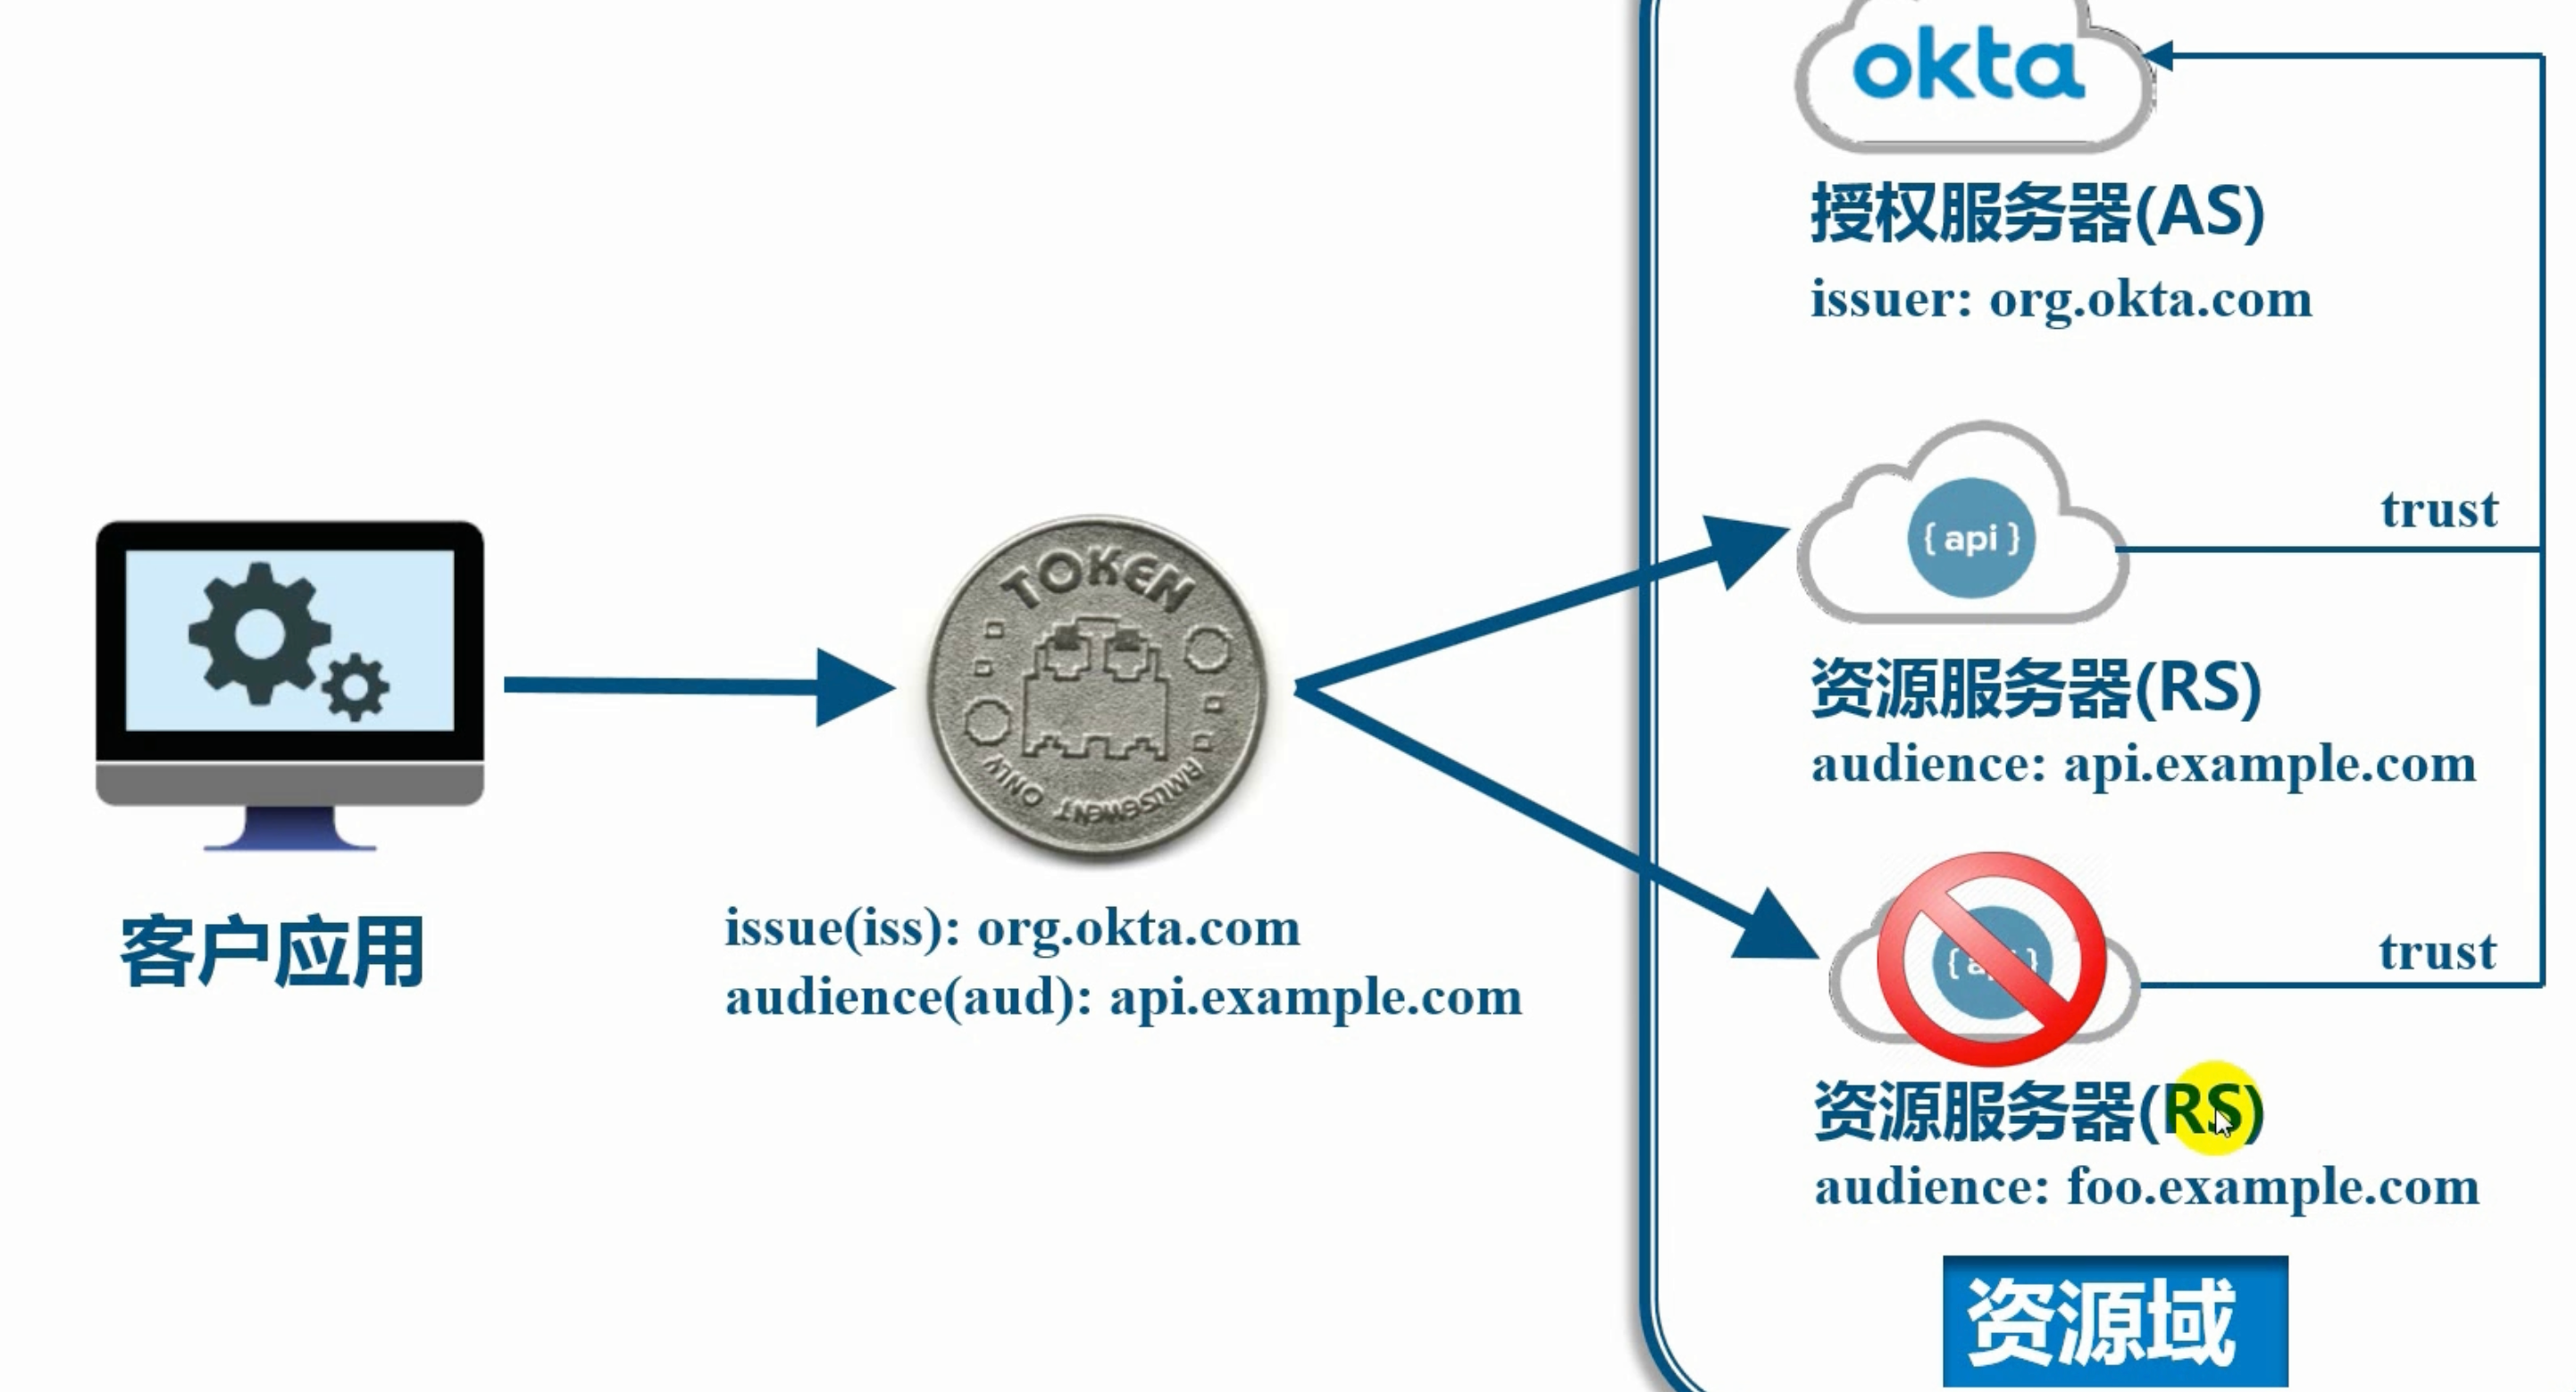 okta
授权服务器(AS)
issuer: org.okta.com
{ api }
trust
资源服务器(RS)
audience: api.example.com
TOKEN
AMUSEMENT ONLY
客户应用
issue(iss): org.okta.com
audience(aud): api.example.com
trust
资源服务器(RS)
audience: foo.example.com
资源域